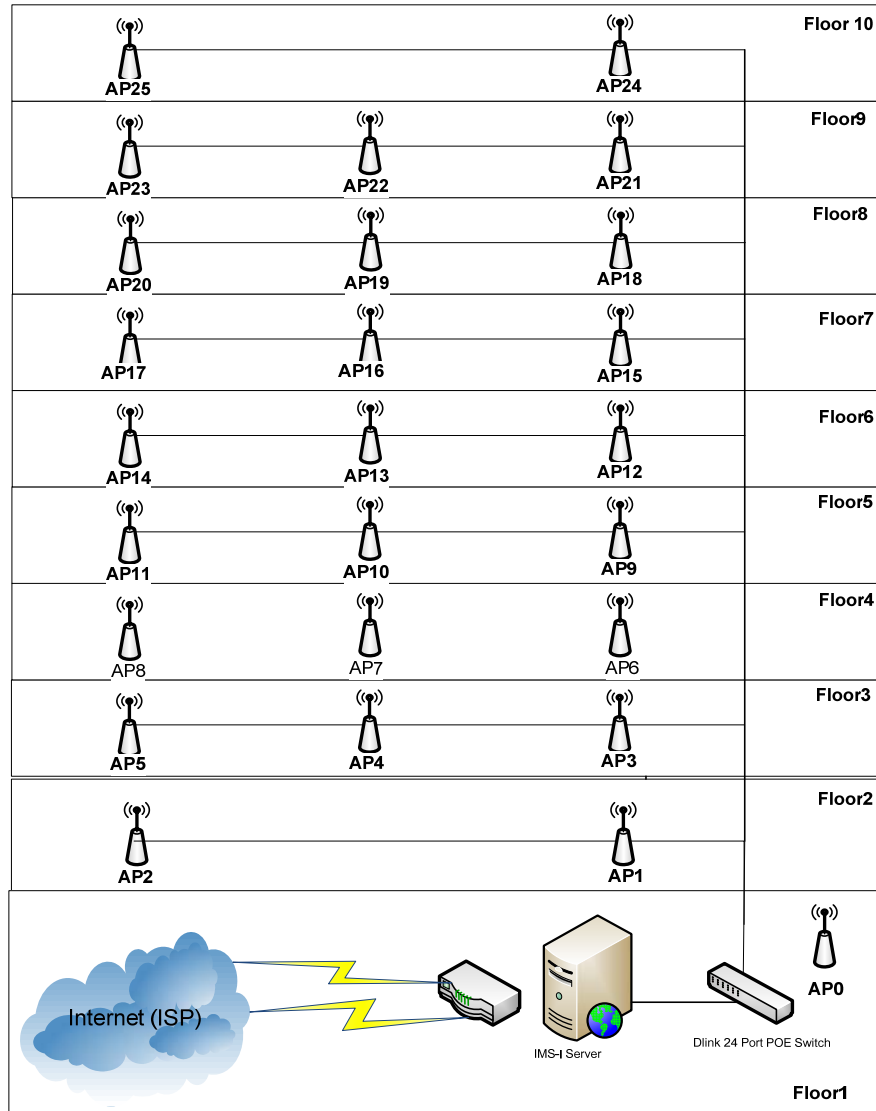 Floor 10
AP25
AP24
Floor9
AP23
AP22
AP21
Floor8
AP20
AP19
AP18
Floor7
AP17
AP16
AP15
Floor6
AP14
AP13
AP12
Floor5
AP11
AP10
AP9
Floor4
AP8
AP7
AP6
Floor3
AP5
AP4
AP3
Floor2
AP2
AP1
AP0
Internet (ISP)
IMS-I Server
Dlink 24 Port POE Switch
Floor1